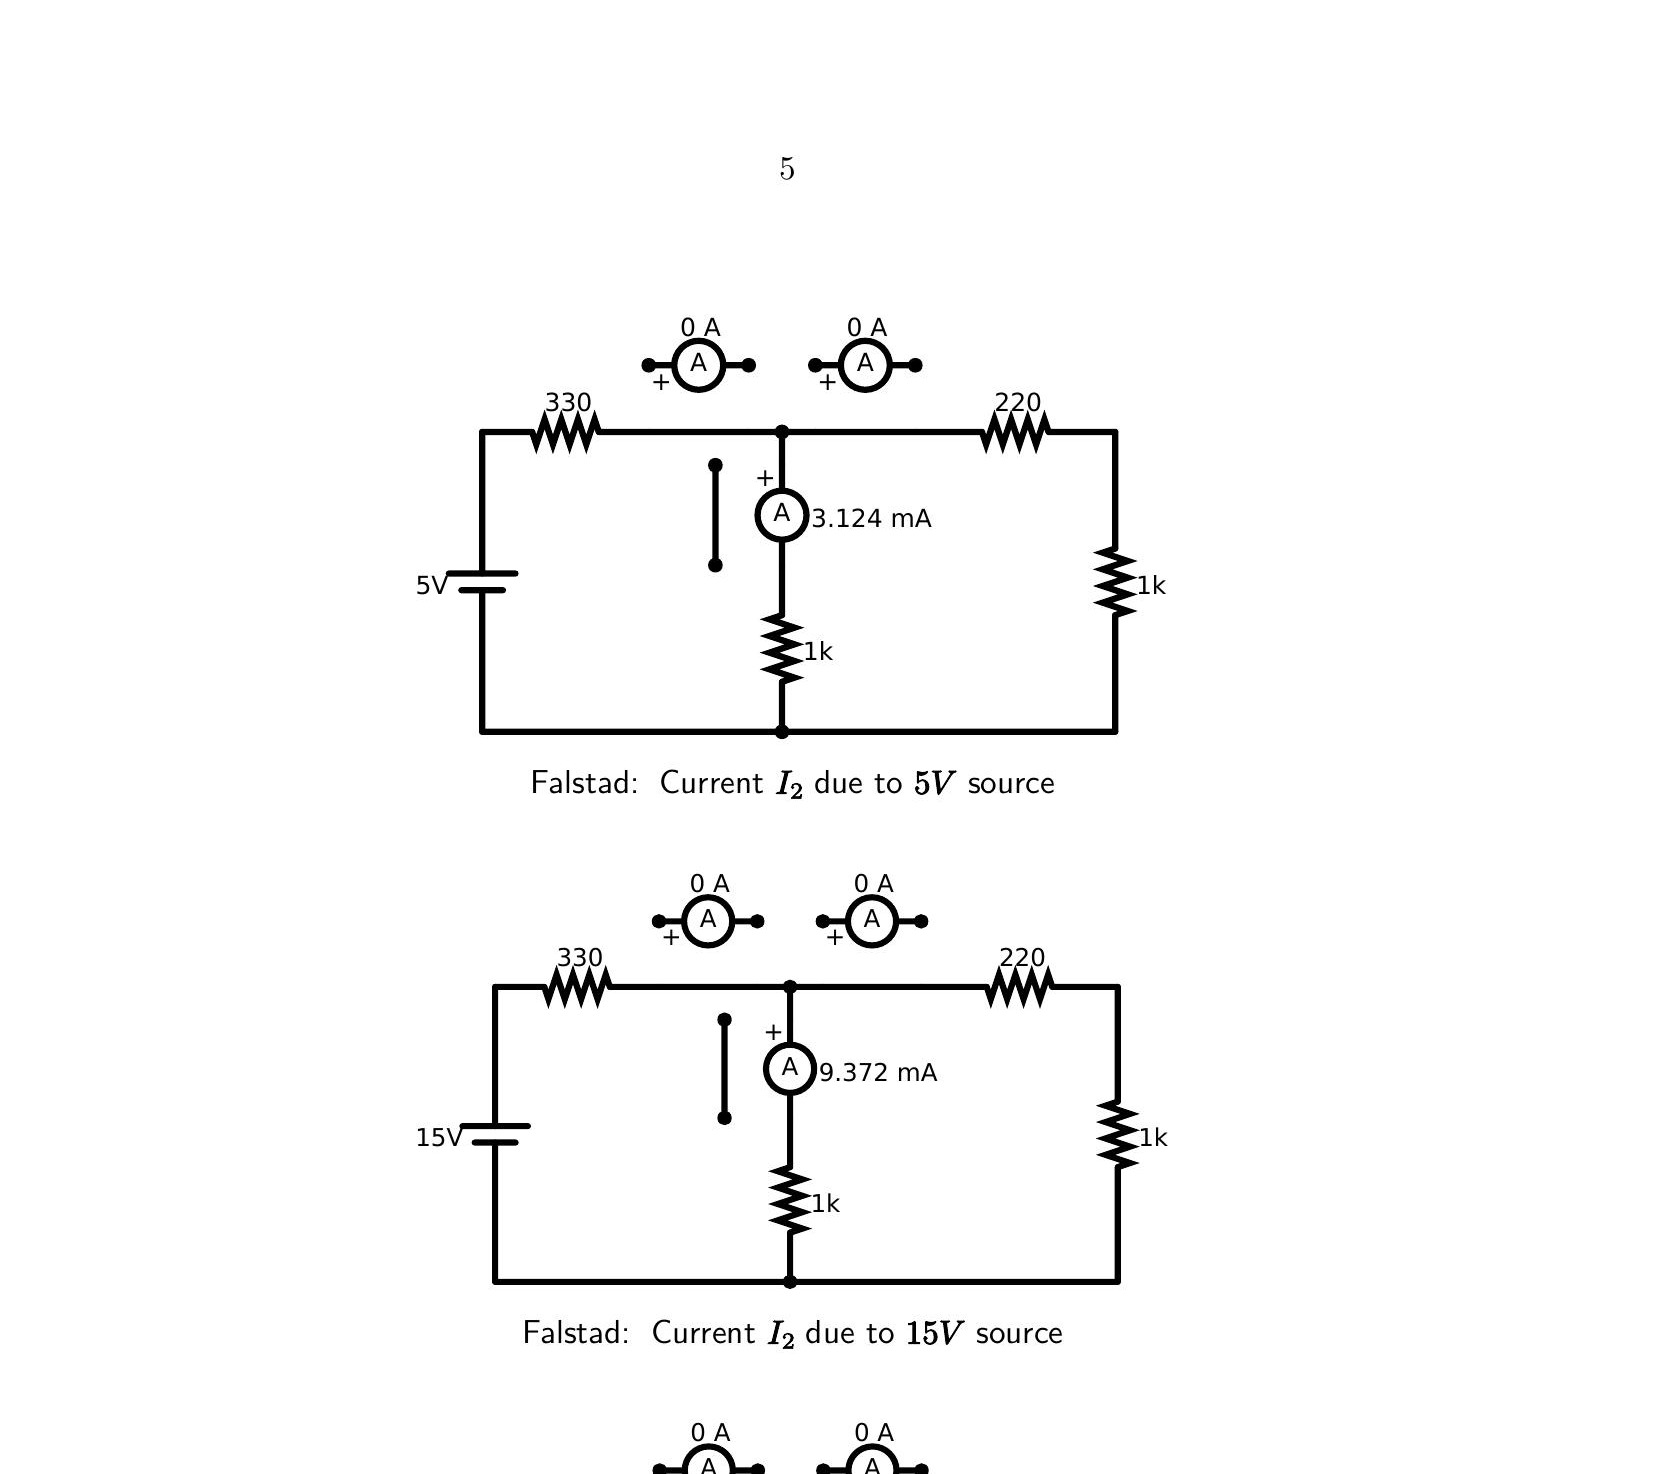 5
0 A 0 A
A A
+ +
330 220
+
A 3.124 mA
5V 1k
1k
Falstad: Current I₂ due to 5V source
0 A 0 A
A A
+ +
330 220
+
A 9.372 mA
15V 1k
1k
Falstad: Current I₂ due to 15V source
0 A 0 A
A A